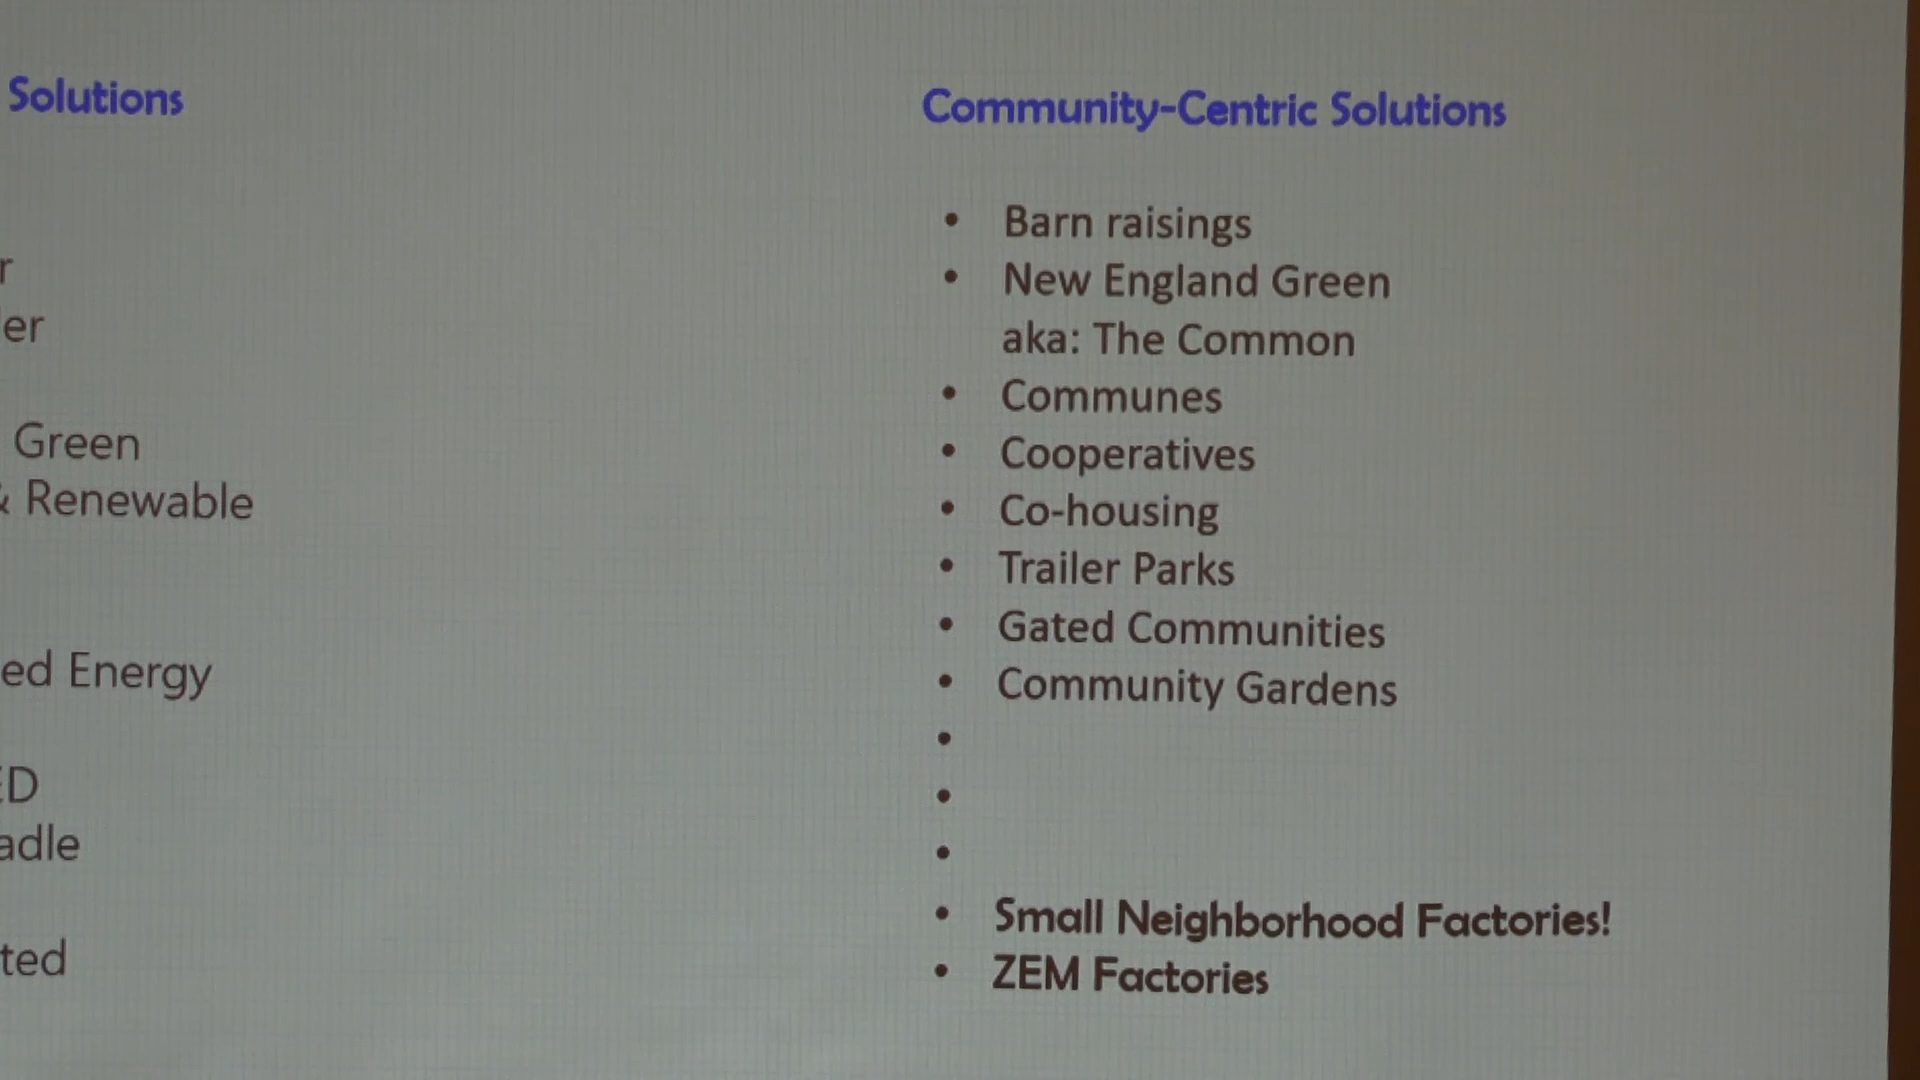 Solutions
r
er
Green
& Renewable
ed Energy
ED
adle
ted
Community-Centric Solutions
• Barn raisings
• New England Green
aka: The Common
• Communes
• Cooperatives
• Co-housing
• Trailer Parks
• Gated Communities
• Community Gardens
•
•
•
• Small Neighborhood Factories!
• ZEM Factories